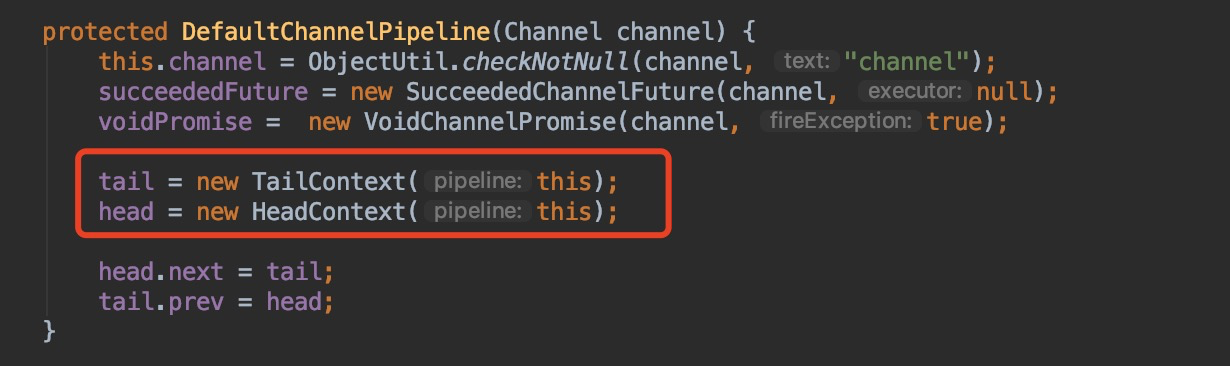 protected DefaultChannelPipeline(Channel channel) {
this.channel = ObjectUtil.checkNotNull(channel, text: "channel");
succeededFuture = new SucceededChannelFuture(channel, executor: null);
voidPromise =  new VoidChannelPromise(channel, fireException: true);
tail = new TailContext( pipeline: this);
head = new HeadContext( pipeline: this);
head.next = tail;
tail.prev = head;
}